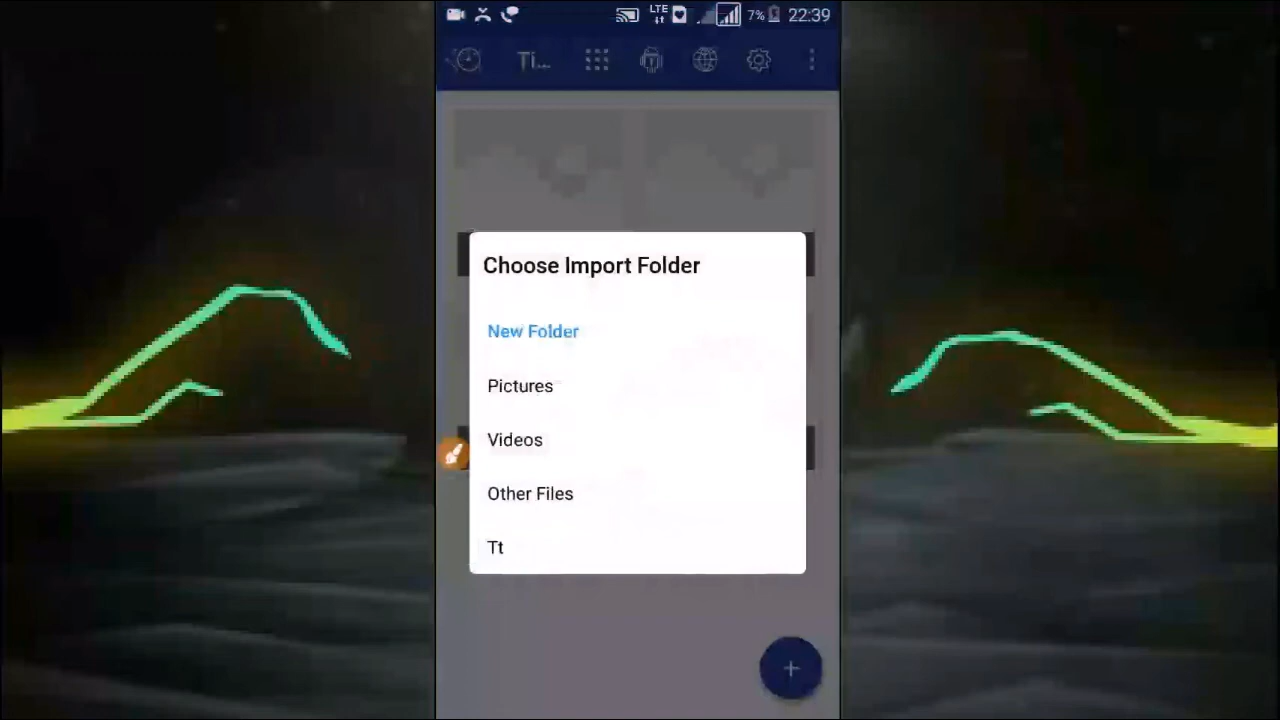 LTE 7% 22:39
Ti...
Choose Import Folder
New Folder
Pictures
Videos
Other Files
Tt